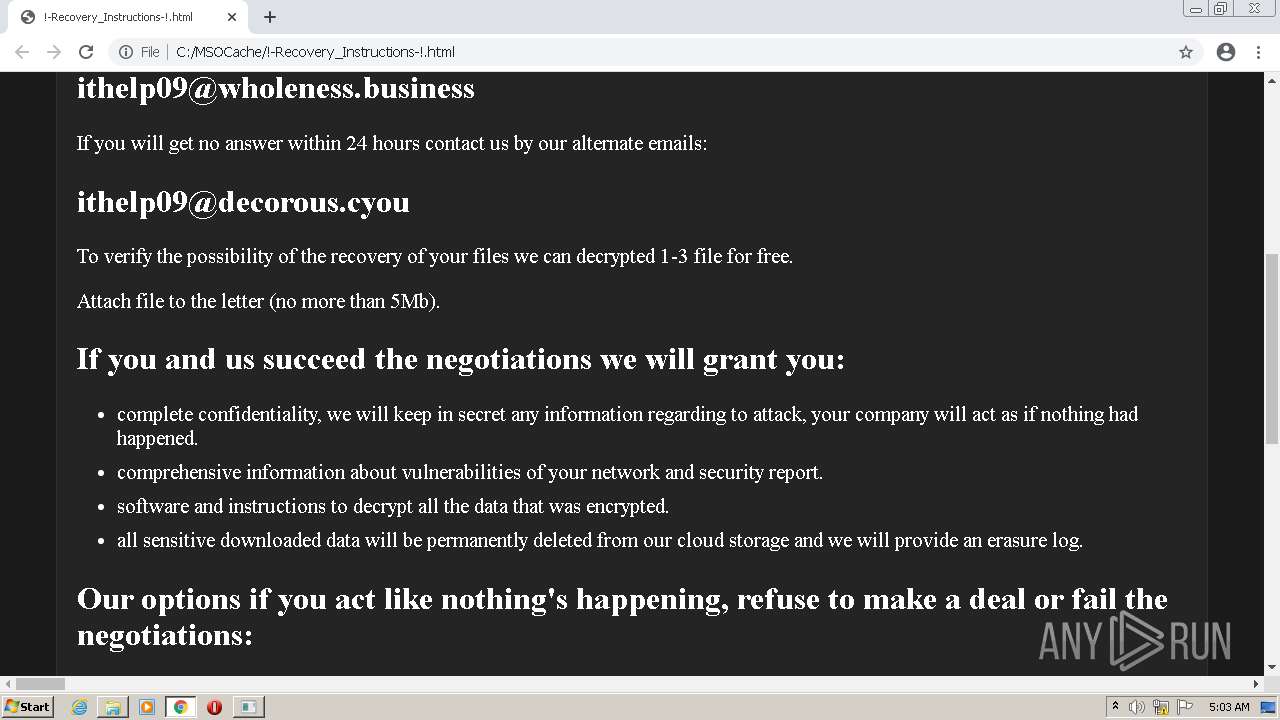 !-Recovery_Instructions-!.html
File
C:/MSOCache/!-Recovery_Instructions-!.html
ithelp09@wholeness.business
If you will get no answer within 24 hours contact us by our alternate emails:
ithelp09@decorous.cyou
To verify the possibility of the recovery of your files we can decrypted 1-3 file for free.
Attach file to the letter (no more than 5Mb).
If you and us succeed the negotiations we will grant you:
• complete confidentiality, we will keep in secret any information regarding to attack, your company will act as if nothing had
happened.
• comprehensive information about vulnerabilities of your network and security report.
• software and instructions to decrypt all the data that was encrypted.
• all sensitive downloaded data will be permanently deleted from our cloud storage and we will provide an erasure log.
Our options if you act like nothing's happening, refuse to make a deal or fail the
negotiations:
ANY RUN
Start
5:03 AM